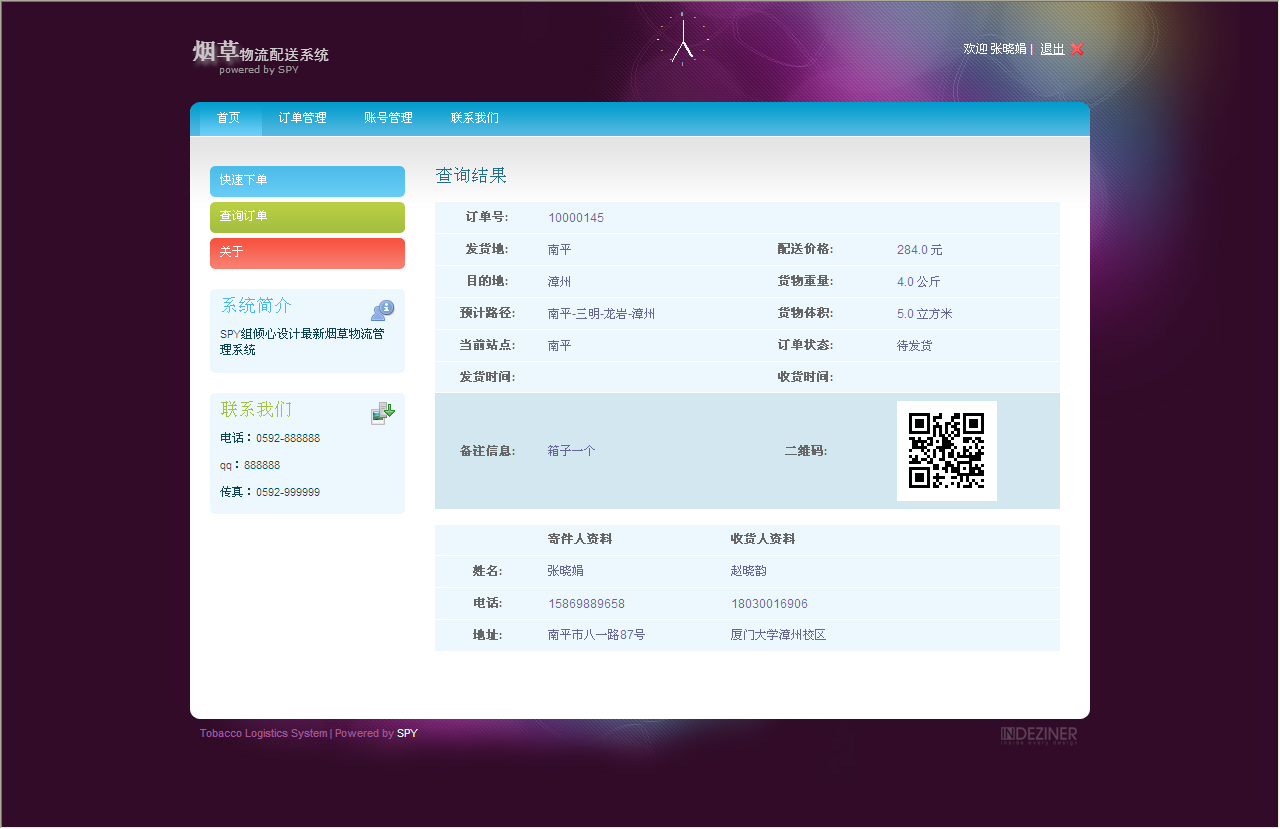 烟草物流配送系统
powered by SPY
欢迎 张晓娟 | 退出
首页 订单管理 账号管理 联系我们
快速下单
查询订单
关于
系统简介
SPY组倾心设计最新烟草物流管
理系统
联系我们
电话：0592-888888
qq：888888
传真：0592-999999
查询结果
订单号: 10000145
发货地: 南平 配送价格: 284.0 元
目的地: 漳州 货物重量: 4.0 公斤
预计路径: 南平-三明-龙岩-漳州 货物体积: 5.0 立方米
当前站点: 南平 订单状态: 待发货
发货时间: 收货时间:
备注信息: 箱子一个 二维码:
寄件人资料 收货人资料
姓名: 张晓娟 赵晓韵
电话: 15869889658 18030016906
地址: 南平市八一路87号 厦门大学漳州校区
Tobacco Logistics System | Powered by SPY
INDEZINER
inside every design